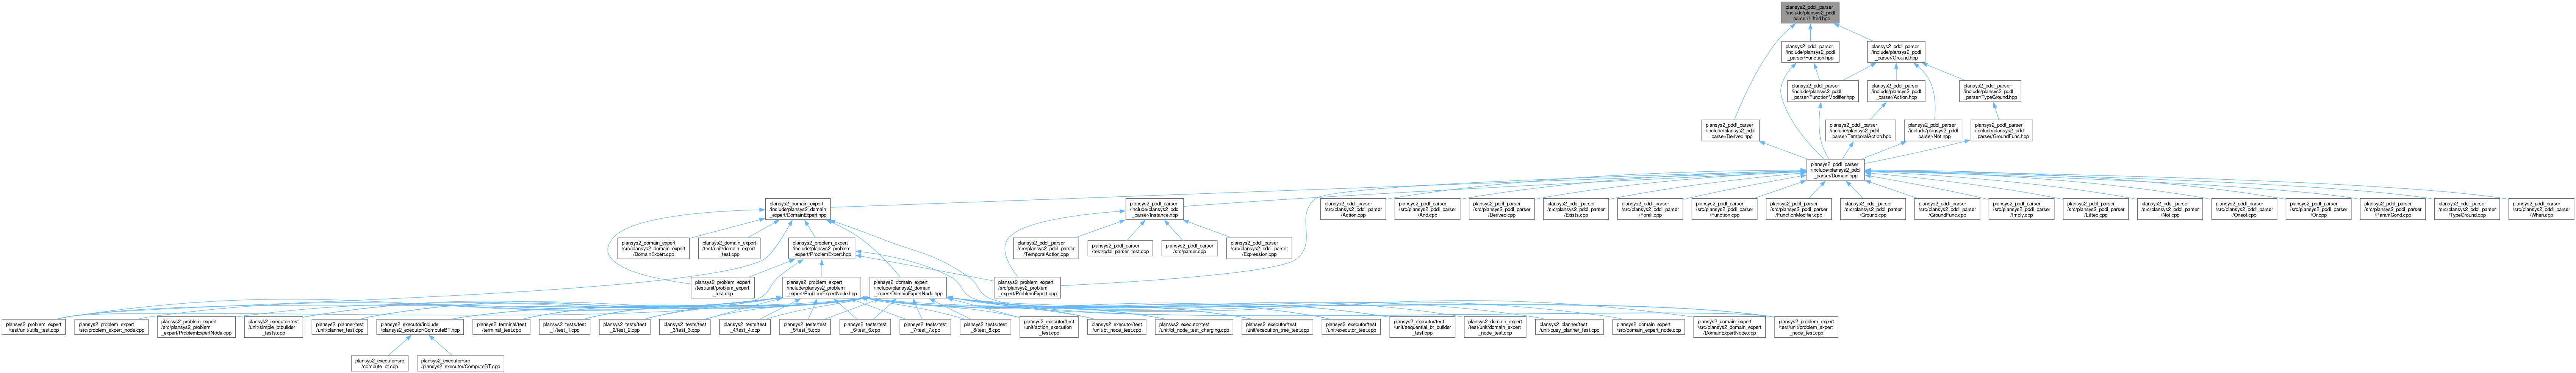 plansys2_pddl_parser
/include/plansys2_pddl
_parser/Lifted.hpp
plansys2_pddl_parser
/include/plansys2_pddl
_parser/Function.hpp
plansys2_pddl_parser
/include/plansys2_pddl
_parser/Ground.hpp
plansys2_pddl_parser
/include/plansys2_pddl
_parser/FunctionModifier.hpp
plansys2_pddl_parser
/include/plansys2_pddl
_parser/Action.hpp
plansys2_pddl_parser
/include/plansys2_pddl
_parser/TypeGround.hpp
plansys2_pddl_parser
/include/plansys2_pddl
_parser/Derived.hpp
plansys2_pddl_parser
/include/plansys2_pddl
_parser/TemporalAction.hpp
plansys2_pddl_parser
/include/plansys2_pddl
_parser/Not.hpp
plansys2_pddl_parser
/include/plansys2_pddl
_parser/GroundFunc.hpp
plansys2_pddl_parser
/include/plansys2_pddl
_parser/Domain.hpp
plansys2_domain_expert
/include/plansys2_domain
_expert/DomainExpert.hpp
plansys2_pddl_parser
/include/plansys2_pddl
_parser/Instance.hpp
plansys2_pddl_parser
/src/plansys2_pddl_parser
/Action.cpp
plansys2_pddl_parser
/src/plansys2_pddl_parser
/And.cpp
plansys2_pddl_parser
/src/plansys2_pddl_parser
/Derived.cpp
plansys2_pddl_parser
/src/plansys2_pddl_parser
/Exists.cpp
plansys2_pddl_parser
/src/plansys2_pddl_parser
/Forall.cpp
plansys2_pddl_parser
/src/plansys2_pddl_parser
/Function.cpp
plansys2_pddl_parser
/src/plansys2_pddl_parser
/FunctionModifier.cpp
plansys2_pddl_parser
/src/plansys2_pddl_parser
/Ground.cpp
plansys2_pddl_parser
/src/plansys2_pddl_parser
/GroundFunc.cpp
plansys2_pddl_parser
/src/plansys2_pddl_parser
/Imply.cpp
plansys2_pddl_parser
/src/plansys2_pddl_parser
/Lifted.cpp
plansys2_pddl_parser
/src/plansys2_pddl_parser
/Not.cpp
plansys2_pddl_parser
/src/plansys2_pddl_parser
/Oneof.cpp
plansys2_pddl_parser
/src/plansys2_pddl_parser
/Or.cpp
plansys2_pddl_parser
/src/plansys2_pddl_parser
/ParamCond.cpp
plansys2_pddl_parser
/src/plansys2_pddl_parser
/TypeGround.cpp
plansys2_pddl_parser
/src/plansys2_pddl_parser
/When.cpp
plansys2_domain_expert
/src/plansys2_domain_expert
/DomainExpert.cpp
plansys2_domain_expert
/test/unit/domain_expert
_test.cpp
plansys2_problem_expert
/include/plansys2_problem
_expert/ProblemExpert.hpp
plansys2_pddl_parser
/src/plansys2_pddl_parser
/TemporalAction.cpp
plansys2_pddl_parser
/test/pddl_parser_test.cpp
plansys2_pddl_parser
/src/parser.cpp
plansys2_pddl_parser
/src/plansys2_pddl_parser
/Expression.cpp
plansys2_problem_expert
/test/unit/problem_expert
_test.cpp
plansys2_problem_expert
/include/plansys2_problem
_expert/ProblemExpertNode.hpp
plansys2_domain_expert
/include/plansys2_domain
_expert/DomainExpertNode.hpp
plansys2_problem_expert
/src/plansys2_problem
_expert/ProblemExpert.cpp
plansys2_problem_expert
/test/unit/utils_test.cpp
plansys2_problem_expert
/src/problem_expert_node.cpp
plansys2_problem_expert
/src/plansys2_problem
_expert/ProblemExpertNode.cpp
plansys2_executor/test
/unit/simple_btbuilder
_tests.cpp
plansys2_planner/test
/unit/planner_test.cpp
plansys2_executor/include
/plansys2_executor/ComputeBT.hpp
plansys2_terminal/test
/terminal_test.cpp
plansys2_tests/test
_1/test_1.cpp
plansys2_tests/test
_2/test_2.cpp
plansys2_tests/test
_3/test_3.cpp
plansys2_tests/test
_4/test_4.cpp
plansys2_tests/test
_5/test_5.cpp
plansys2_tests/test
_6/test_6.cpp
plansys2_tests/test
_7/test_7.cpp
plansys2_tests/test
_8/test_8.cpp
plansys2_executor/test
/unit/action_execution
_test.cpp
plansys2_executor/test
/unit/bt_node_test.cpp
plansys2_executor/test
/unit/bt_node_test_charging.cpp
plansys2_executor/test
/unit/execution_tree_test.cpp
plansys2_executor/test
/unit/executor_test.cpp
plansys2_executor/test
/unit/sequential_bt_builder
_test.cpp
plansys2_domain_expert
/test/unit/domain_expert
_node_test.cpp
plansys2_planner/test
/unit/busy_planner_test.cpp
plansys2_domain_expert
/src/domain_expert_node.cpp
plansys2_domain_expert
/src/plansys2_domain_expert
/DomainExpertNode.cpp
plansys2_problem_expert
/test/unit/problem_expert
_node_test.cpp
plansys2_executor/src
/compute_bt.cpp
plansys2_executor/src
/plansys2_executor/ComputeBT.cpp